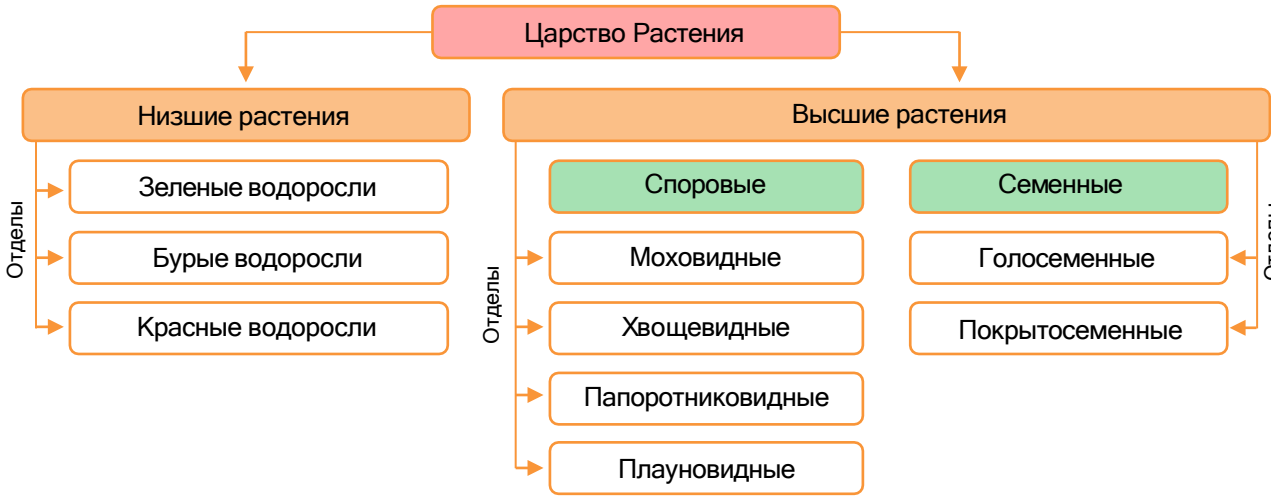 Царство Растения
Низшие растения
Отделы
Зеленые водоросли
Бурые водоросли
Красные водоросли
Высшие растения
Отделы
Споровые
Моховидные
Хвощевидные
Папоротниковидные
Плауновидные
Семенные
Голосеменные
Покрытосеменные
Отделы